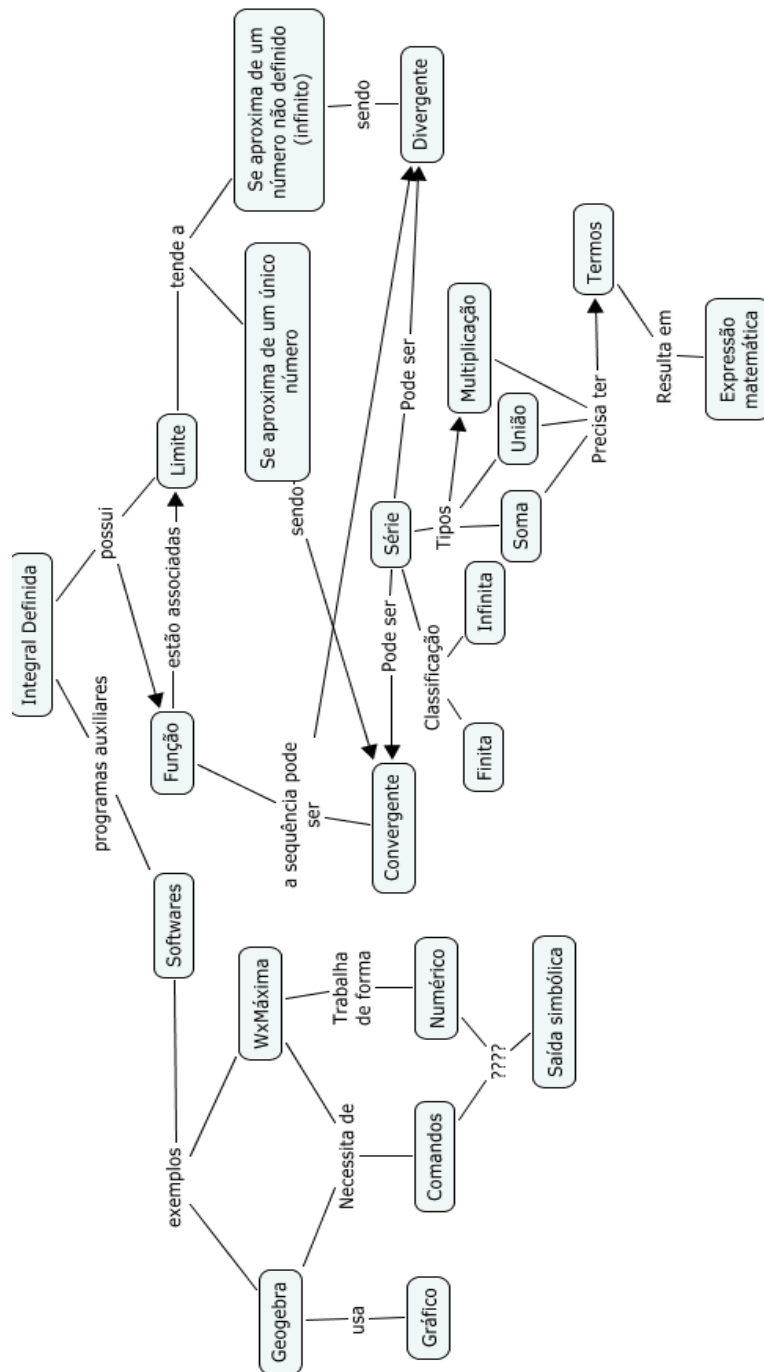 Integral Definida
programas auxiliares
possui
Softwares
Função
estão associadas
Limite
exemplos
tende a
Geogebra
WxMáxima
a sequência pode
ser
Se aproxima de um único
número
Se aproxima de um
número não definido
(infinito)
usa
Necessita de
Trabalha
de forma
sendo
sendo
Gráfico
Comandos
Numérico
Convergente
Pode ser
Série
Pode ser
Divergente
Classificação
Tipos
????
Saída simbólica
Finita
Infinita
Soma
União
Multiplicação
Precisa ter
Termos
Resulta em
Expressão
matemática